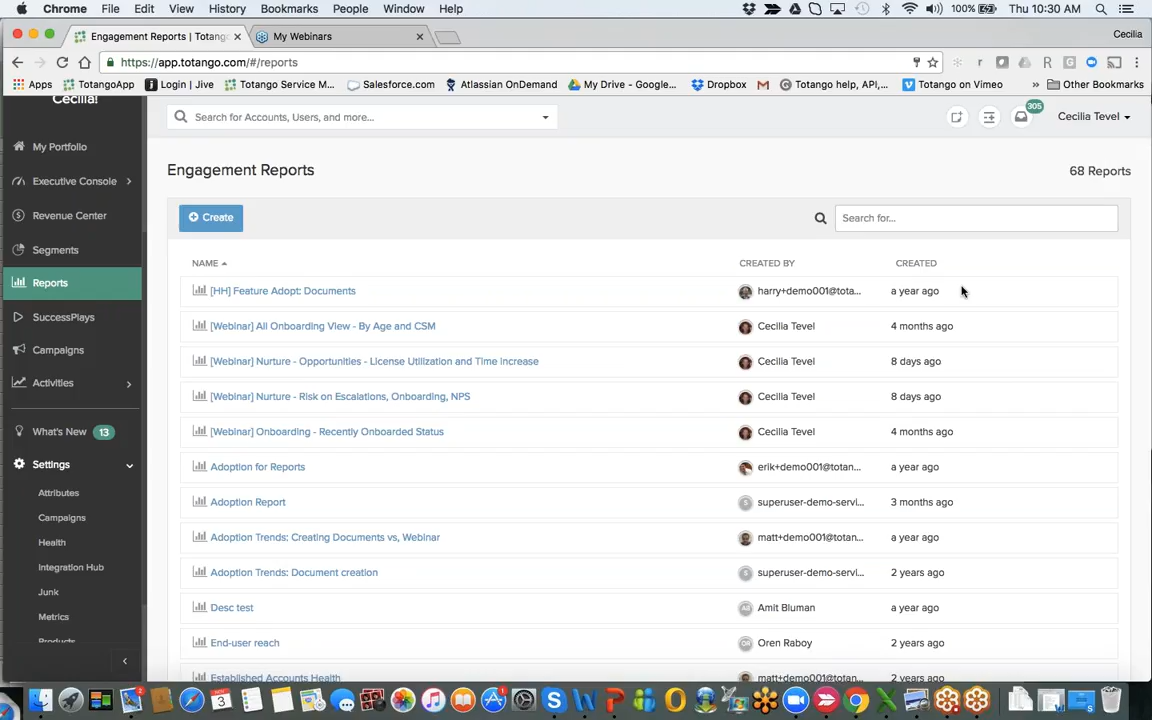 Chrome File Edit View History Bookmarks People Window Help 100% Thu 10:30 AM
Engagement Reports | Totang My Webinars Cecilia
https://app.totango.com/#/reports
Apps TotangoApp Login | Jive Totango Service M... Salesforce.com Atlassian OnDemand My Drive - Google... Dropbox Totango help, API,... Totango on Vimeo » Other Bookmarks
Cecilia!
Search for Accounts, Users, and more... 305 Cecilia Tevel
My Portfolio
Executive Console
Revenue Center
Segments
Reports
SuccessPlays
Campaigns
Activities
What's New 13
Settings
Attributes
Campaigns
Health
Integration Hub
Junk
Metrics
Products
Engagement Reports 68 Reports
Create Search for...
NAME CREATED BY CREATED
[HH] Feature Adopt: Documents harry+demo001@tota... a year ago
[Webinar] All Onboarding View - By Age and CSM Cecilia Tevel 4 months ago
[Webinar] Nurture - Opportunities - License Utilization and Time Increase Cecilia Tevel 8 days ago
[Webinar] Nurture - Risk on Escalations, Onboarding, NPS Cecilia Tevel 8 days ago
[Webinar] Onboarding - Recently Onboarded Status Cecilia Tevel 4 months ago
Adoption for Reports erik+demo001@totan... a year ago
Adoption Report superuser-demo-servi... 3 months ago
Adoption Trends: Creating Documents vs, Webinar matt+demo001@totan... a year ago
Adoption Trends: Document creation superuser-demo-servi... 2 years ago
Desc test Amit Bluman a year ago
End-user reach Oren Raboy 2 years ago
Established Accounts Health matt+demo001@totan... a year ago